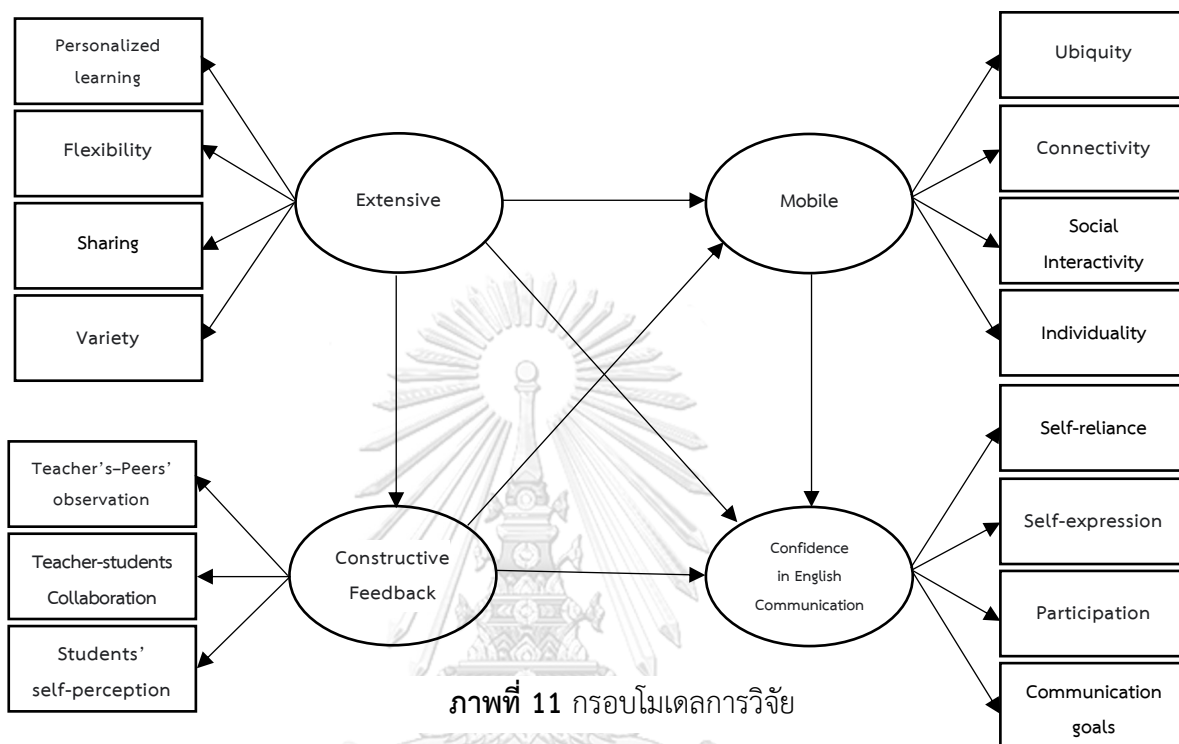 Personalized
learning
Flexibility
Sharing
Variety
Extensive
Mobile
Ubiquity
Connectivity
Social
Interactivity
Individuality
Teacher's–Peers'
observation
Teacher-students
Collaboration
Students'
self-perception
Constructive
Feedback
Confidence
in English
Communication
Self-reliance
Self-expression
Participation
Communication
goals
ภาพที่ 11 กรอบโมเดลการวิจัย